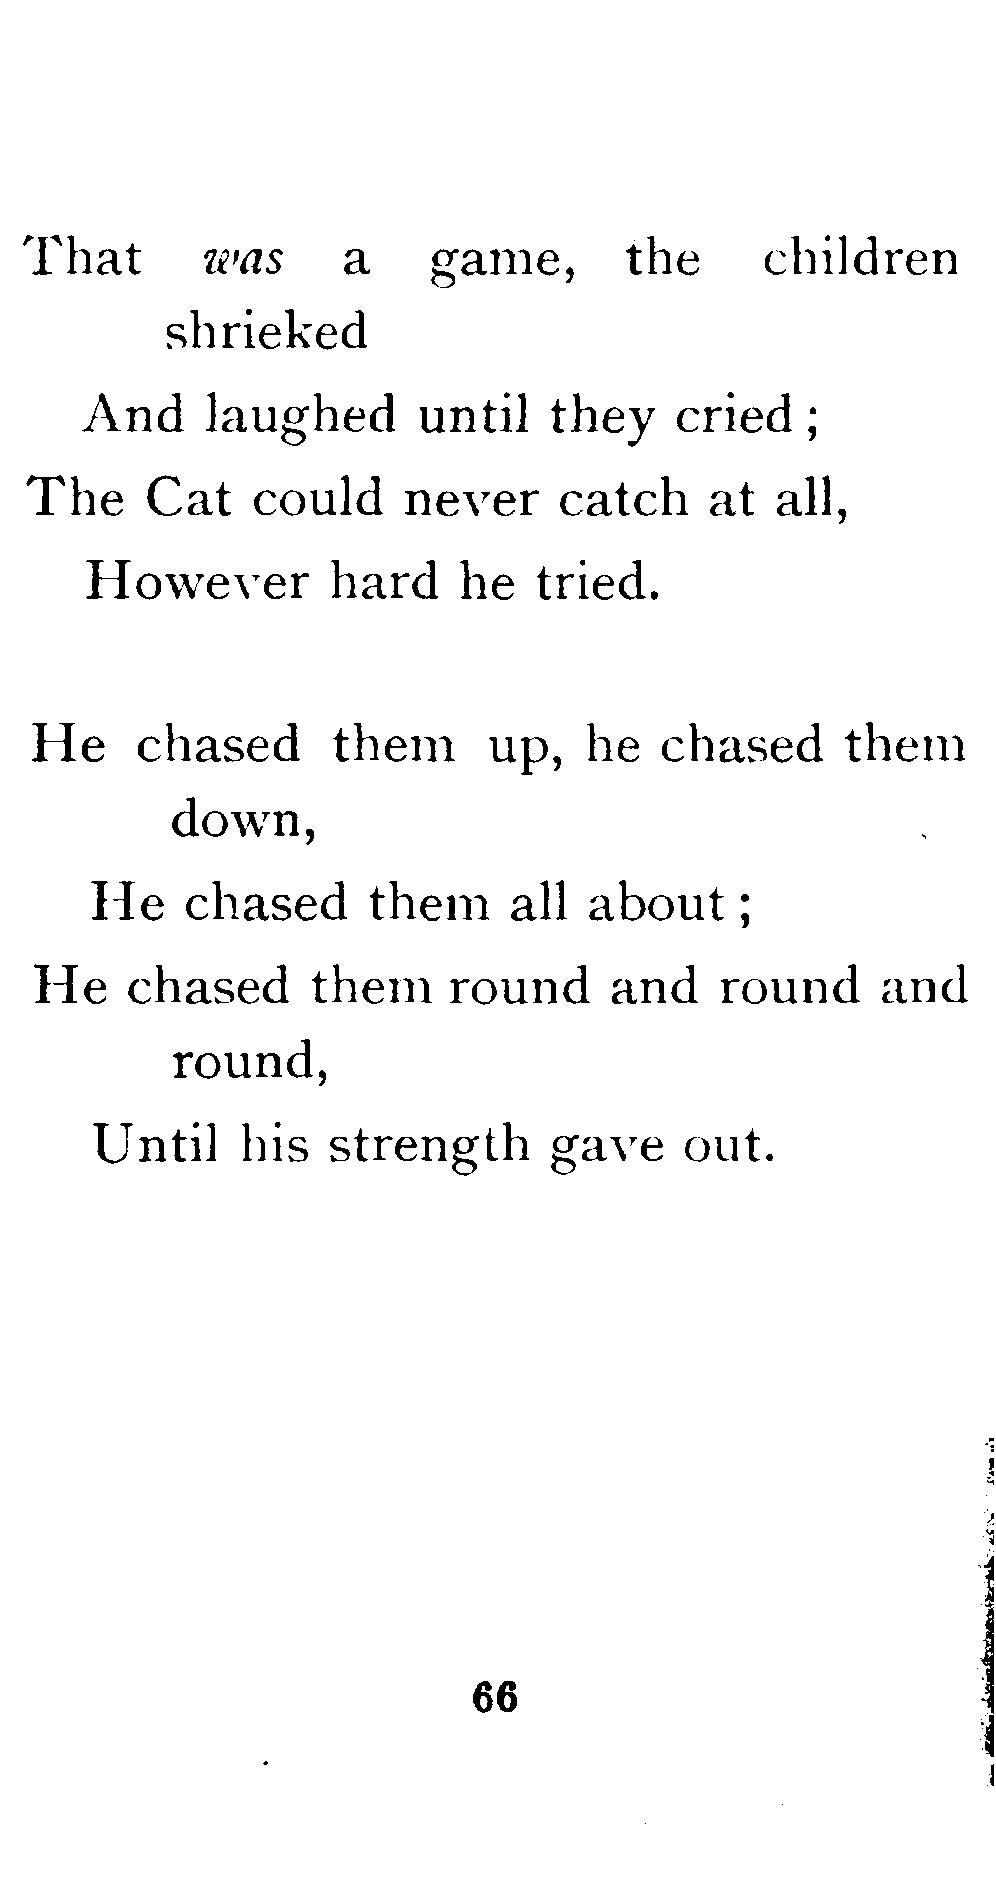 That was a game, the children
shrieked
And laughed until they cried;
The Cat could never catch at all,
However hard he tried.
He chased them up, he chased them
down,
He chased them all about;
He chased them round and round and
round,
Until his strength gave out.
66